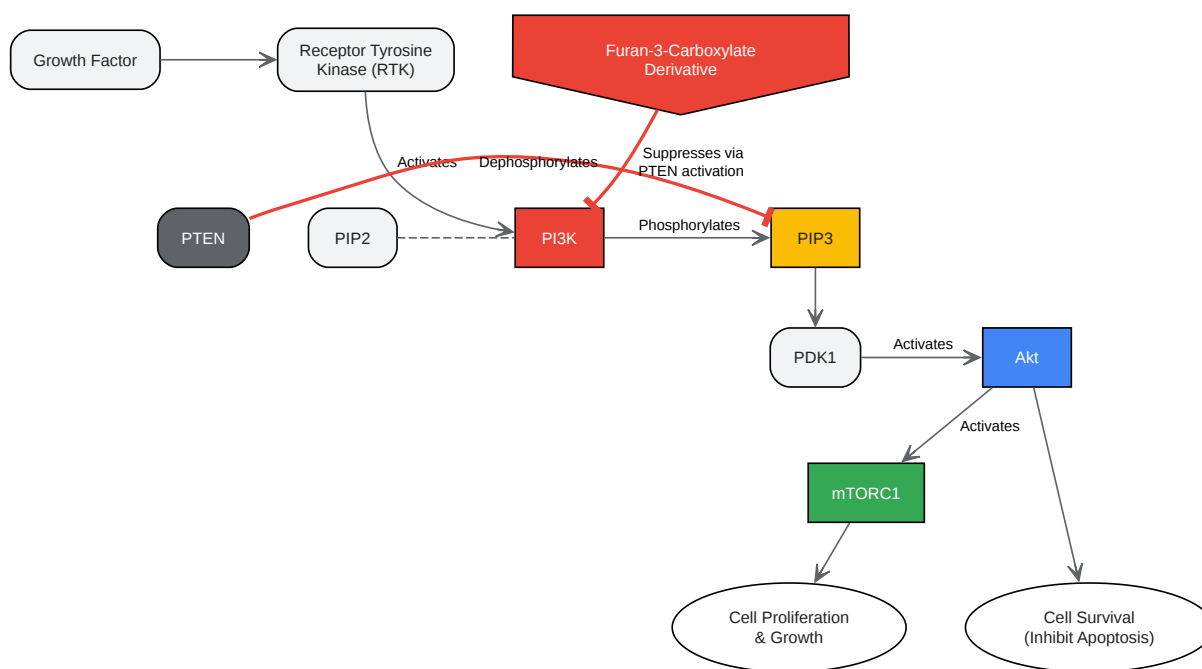 Growth Factor
Receptor Tyrosine
Kinase (RTK)
Furan-3-Carboxylate
Derivative
Activates
Dephosphorylates
Suppresses via
PTEN activation
PTEN
PIP2
PI3K
Phosphorylates
PIP3
PDK1
Activates
Akt
Activates
mTORC1
Cell Proliferation
& Growth
Cell Survival
(Inhibit Apoptosis)